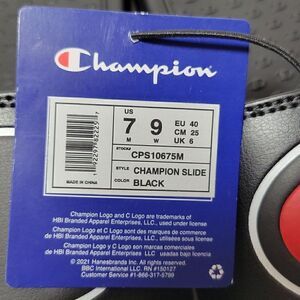 Champion
US
7 M
9 W
EU 40
CM 25
UK 6
STOCK#
CPS10675M
STYLE
CHAMPION SLIDE
COLOR
BLACK
MADE IN CHINA
Champion Logo and C Logo are trademarks of
HBI Branded Apparel Enterprises, LLC., used under license
Champion Logo et C Logo sont des marques de
HBI Branded Apparel Enterprises, LLC., utilisées sous license
Champion Logo y C Logo son marcas comerciales
de HBI Branded Apparel Enterprises, LLC usadas bajo licencia
© 2021 Hanesbrands Inc. All rights reserved.
BBC International LLC RN #150127
Customer Service #1-866-317-5759